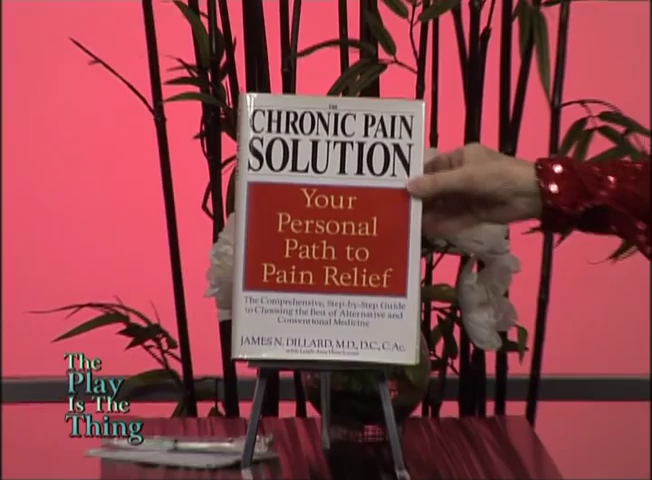 THE
CHRONIC PAIN
SOLUTION
Your
Personal
Path to
Pain Relief
The Comprehensive, Step-by-Step Guide
to Choosing the Best of Alternative and
Conventional Medicine
JAMES N. DILLARD, M.D., D.C., C.Ac.
The
Play
Is The
Thing